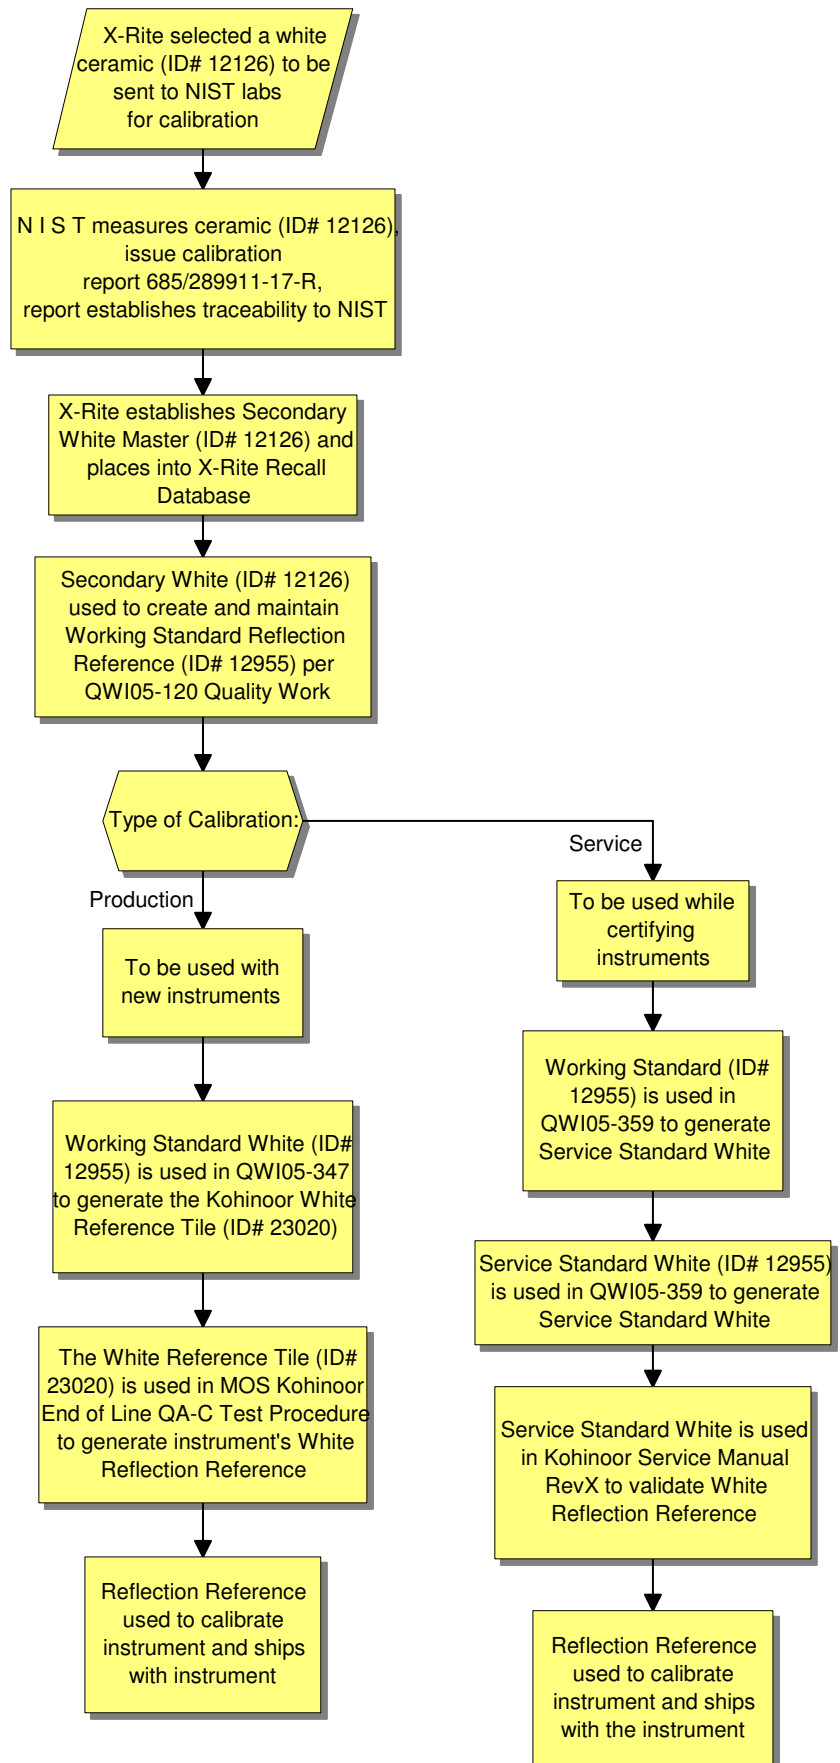 X-Rite selected a white
ceramic (ID# 12126) to be
sent to NIST labs
for calibration
N I S T measures ceramic (ID# 12126),
issue calibration
report 685/289911-17-R,
report establishes traceability to NIST
X-Rite establishes Secondary
White Master (ID# 12126) and
places into X-Rite Recall
Database
Secondary White (ID# 12126)
used to create and maintain
Working Standard Reflection
Reference (ID# 12955) per
QWI05-120 Quality Work
Type of Calibration:
Production
To be used with
new instruments
Working Standard White (ID#
12955) is used in QWI05-347
to generate the Kohinoor White
Reference Tile (ID# 23020)
The White Reference Tile (ID#
23020) is used in MOS Kohinoor
End of Line QA-C Test Procedure
to generate instrument's White
Reflection Reference
Reflection Reference
used to calibrate
instrument and ships
with instrument
Service
To be used while
certifying
instruments
Working Standard (ID#
12955) is used in
QWI05-359 to generate
Service Standard White
Service Standard White (ID# 12955)
is used in QWI05-359 to generate
Service Standard White
Service Standard White is used
in Kohinoor Service Manual
RevX to validate White
Reflection Reference
Reflection Reference
used to calibrate
instrument and ships
with the instrument